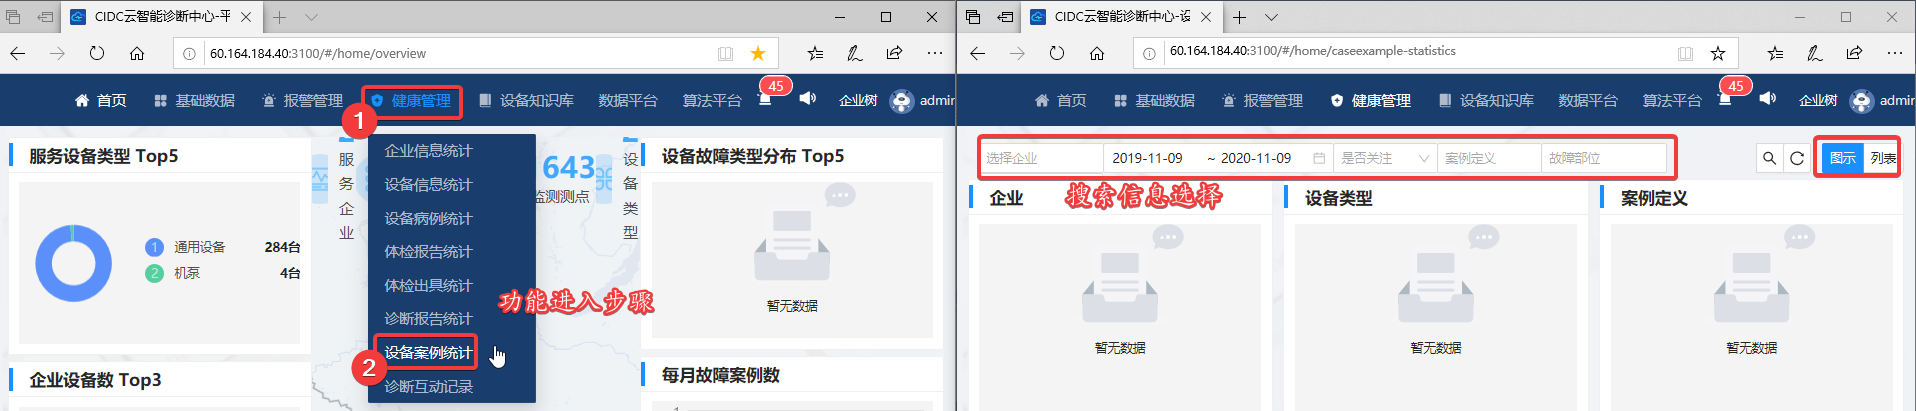 CIDC云智能诊断中心-平
60.164.184.40:3100/#/home/overview
首页 基础数据 报警管理 健康管理 设备知识库 数据平台 算法平台 45 企业树 admin
1
服务设备类型 Top5
1 通用设备 284台
2 机泵 4台
企业设备数 Top3
服务企业
企业信息统计
设备信息统计
设备病例统计
体检报告统计
体检出具统计
诊断报告统计
设备案例统计
2
诊断互动记录
643
监测测点
设备类型
功能进入步骤
设备故障类型分布 Top5
暂无数据
每月故障案例数
1
CIDC云智能诊断中心-设
60.164.184.40:3100/#/home/caseexample-statistics
首页 基础数据 报警管理 健康管理 设备知识库 数据平台 算法平台 45 企业树 admin
选择企业 2019-11-09 ~ 2020-11-09 是否关注 案例定义 故障部位 图示 列表
搜索信息选择
企业 设备类型 案例定义
暂无数据 暂无数据 暂无数据